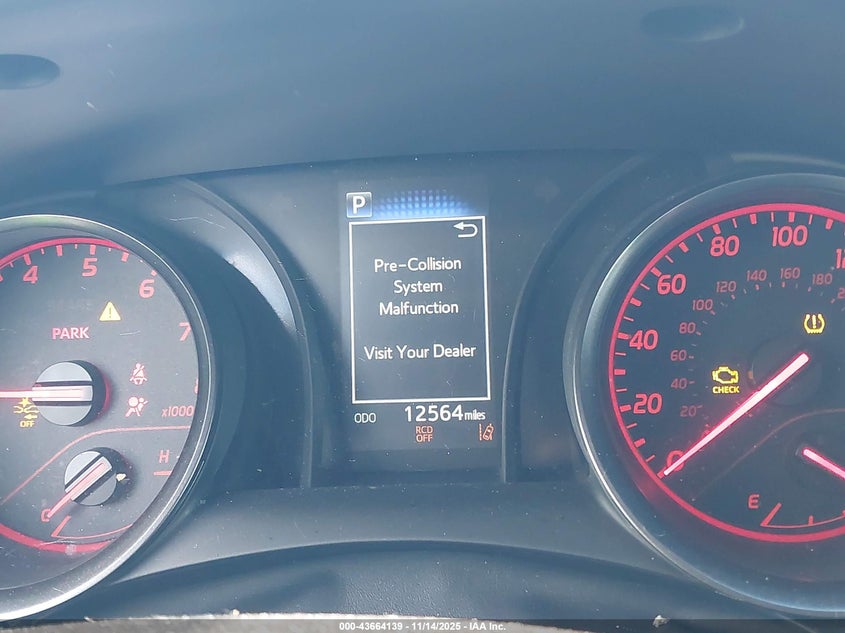 P
Pre-Collision
System
Malfunction
Visit Your Dealer
ODO 12564 miles
RCD
OFF
4 5 6 7
PARK
x1000
OFF
H
C
0 20 40 60 80 100
20 40 60 80 100 120 140 160 180
CHECK
E
000-43664139 | 11/14/2025 | IAA Inc.